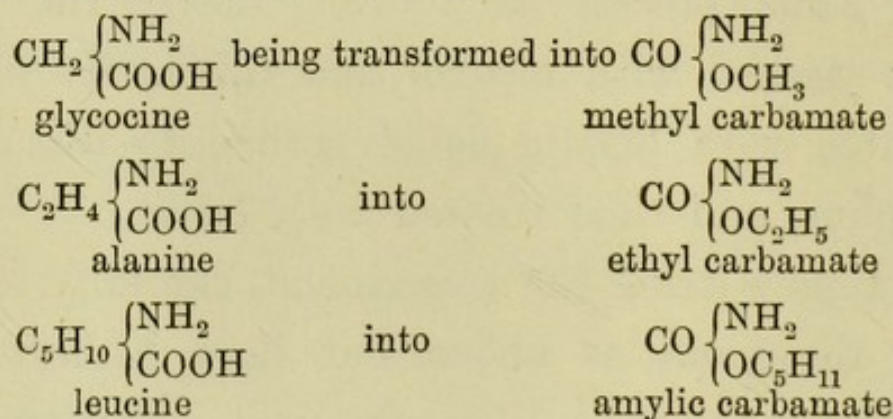 CH₂ {NH₂ COOH being transformed into CO {NH₂ OCH₃
glycocine methyl carbamate
C₂H₄ {NH₂ COOH into CO {NH₂ OC₂H₅
alanine ethyl carbamate
C₅H₁₀ {NH₂ COOH into CO {NH₂ OC₅H₁₁
leucine amylic carbamate